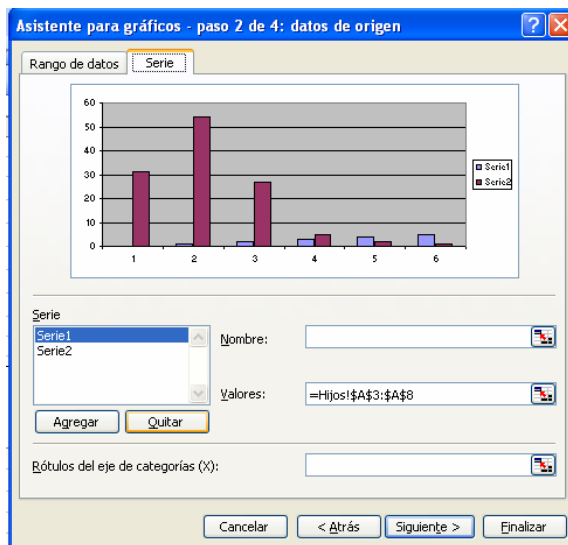 Asistente para gráficos - paso 2 de 4: datos de origen
Rango de datos
Serie
60
50
40
30
20
10
0
1 2 3 4 5 6
Serie1
Serie2
Serie
Serie1
Serie2
Nombre:
Valores:
=Hijos!$A$3:$A$8
Agregar
Quitar
Rótulos del eje de categorías (X):
Cancelar
< Atrás
Siguiente >
Finalizar